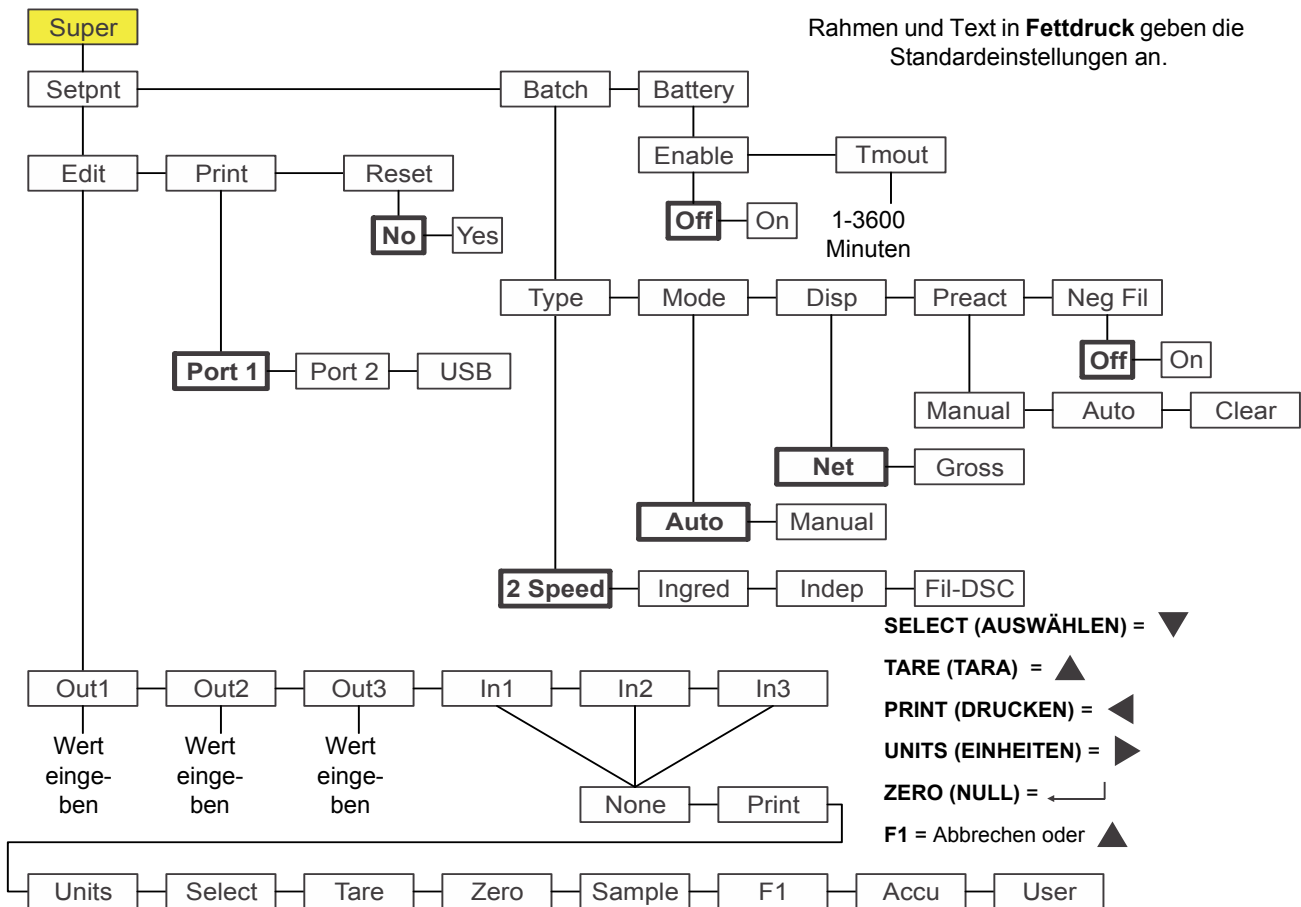 Super
Rahmen und Text in Fettdruck geben die
Standardeinstellungen an.
Setpnt Batch Battery
Enable Tmout
Edit Print Reset
Off On 1-3600
Minuten
No Yes
Type Mode Disp Preact Neg Fil
Port 1 Port 2 USB
Off On
Manual Auto Clear
Net Gross
Auto Manual
2 Speed Ingred Indep Fil-DSC
SELECT (AUSWÄHLEN) = ▼
TARE (TARA) = ▲
PRINT (DRUCKEN) = ◀
UNITS (EINHEITEN) = ▶
ZERO (NULL) = ↵
F1 = Abbrechen oder ▲
Out1 Out2 Out3 In1 In2 In3
Wert
einge-
ben
Wert
einge-
ben
Wert
einge-
ben
None Print
Units Select Tare Zero Sample F1 Accu User